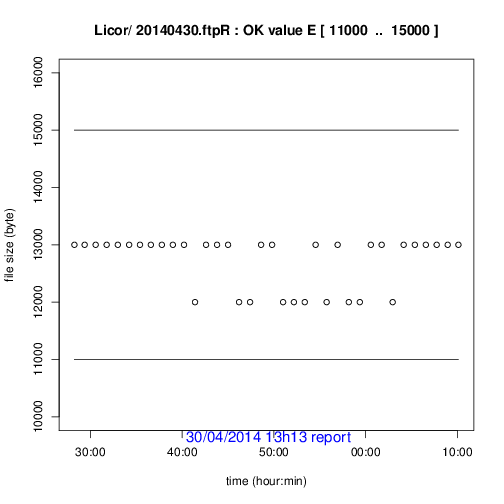 Licor/ 20140430.ftpR : OK value E [ 11000 .. 15000 ]
16000
15000
14000
13000
12000
11000
10000
file size (byte)
30:00 40:00 50:00 00:00 10:00
30/04/2014 13h13 report
time (hour:min)